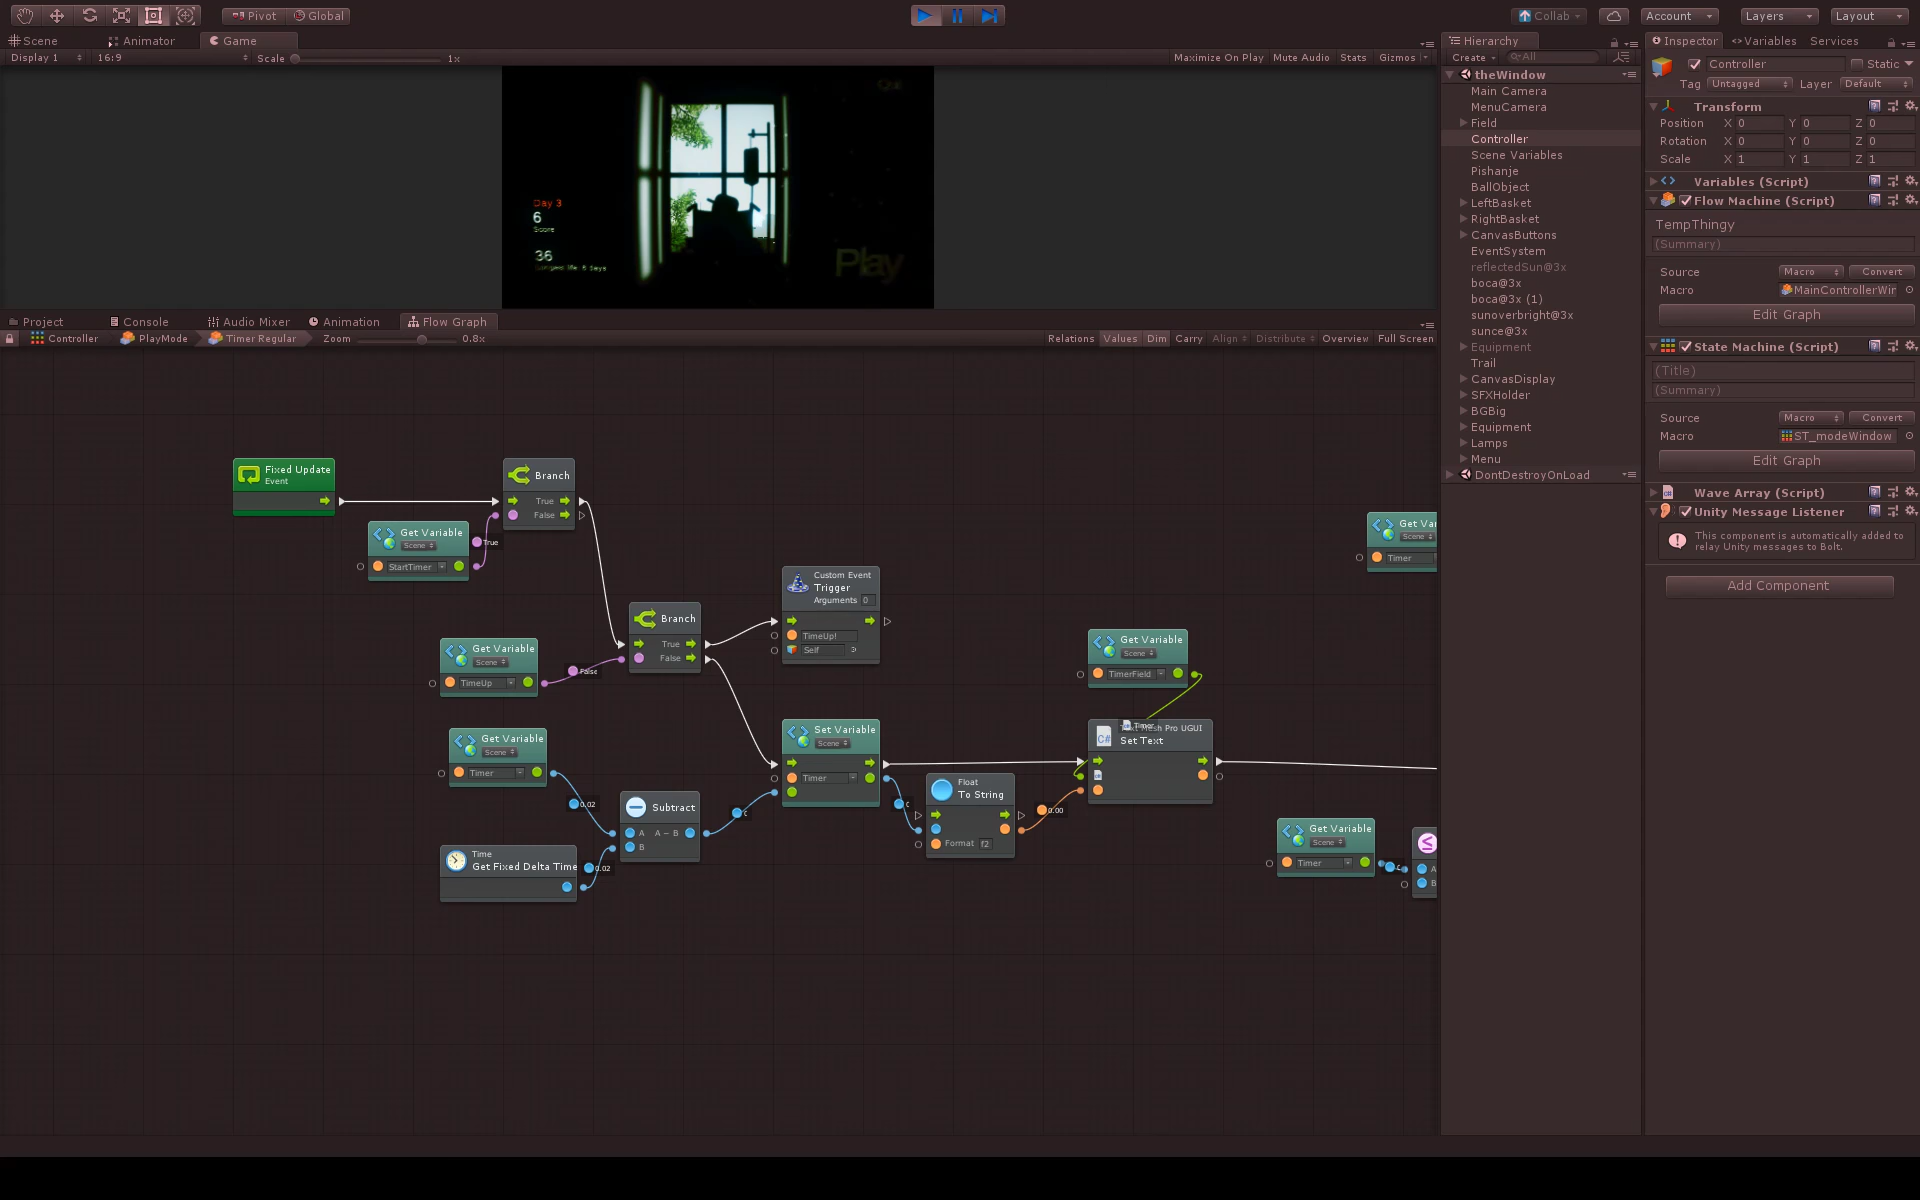 Pivot Global
Collab Account Layers Layout
Scene Animator Game
Display 1 16:9 Scale 1x
Maximize On Play Mute Audio Stats Gizmos
Day 3
6
Score
36
Play
Project Console Audio Mixer Animation Flow Graph
Controller PlayMode Timer Regular Zoom 0.8x
Relations Values Dim Carry Align Distribute Overview Full Screen
Fixed Update
Event
Branch
True
False
Get Variable
Scene
StartTimer
True
Branch
True
False
Custom Event
Trigger
Arguments 0
TimeUp!
Self
Get Variable
Scene
TimeUp
False
Get Variable
Scene
Timer
0.02
Subtract
A A − B
B
Time
Get Fixed Delta Time
0.02
Set Variable
Scene
Timer
Float
To String
Format f2
0.00
Get Variable
Scene
TimerField
Timer
Mesh Pro UGUI
Set Text
Get Var
Scene
Timer
Get Variable
Scene
Timer
A
B
Hierarchy
Create All
theWindow
Main Camera
MenuCamera
Field
Controller
Scene Variables
Pishanje
BallObject
LeftBasket
RightBasket
CanvasButtons
EventSystem
reflectedSun@3x
boca@3x
boca@3x (1)
sunoverbright@3x
sunce@3x
Equipment
Trail
CanvasDisplay
SFXHolder
BGBig
Equipment
Lamps
Menu
DontDestroyOnLoad
Inspector Variables Services
Controller Static
Tag Untagged Layer Default
Transform
Position X 0 Y 0 Z 0
Rotation X 0 Y 0 Z 0
Scale X 1 Y 1 Z 1
Variables (Script)
Flow Machine (Script)
TempThingy
(Summary)
Source Macro Convert
Macro MainControllerWir
Edit Graph
State Machine (Script)
(Title)
(Summary)
Source Macro Convert
Macro ST_modeWindow
Edit Graph
Wave Array (Script)
Unity Message Listener
This component is automatically added to
relay Unity messages to Bolt.
Add Component